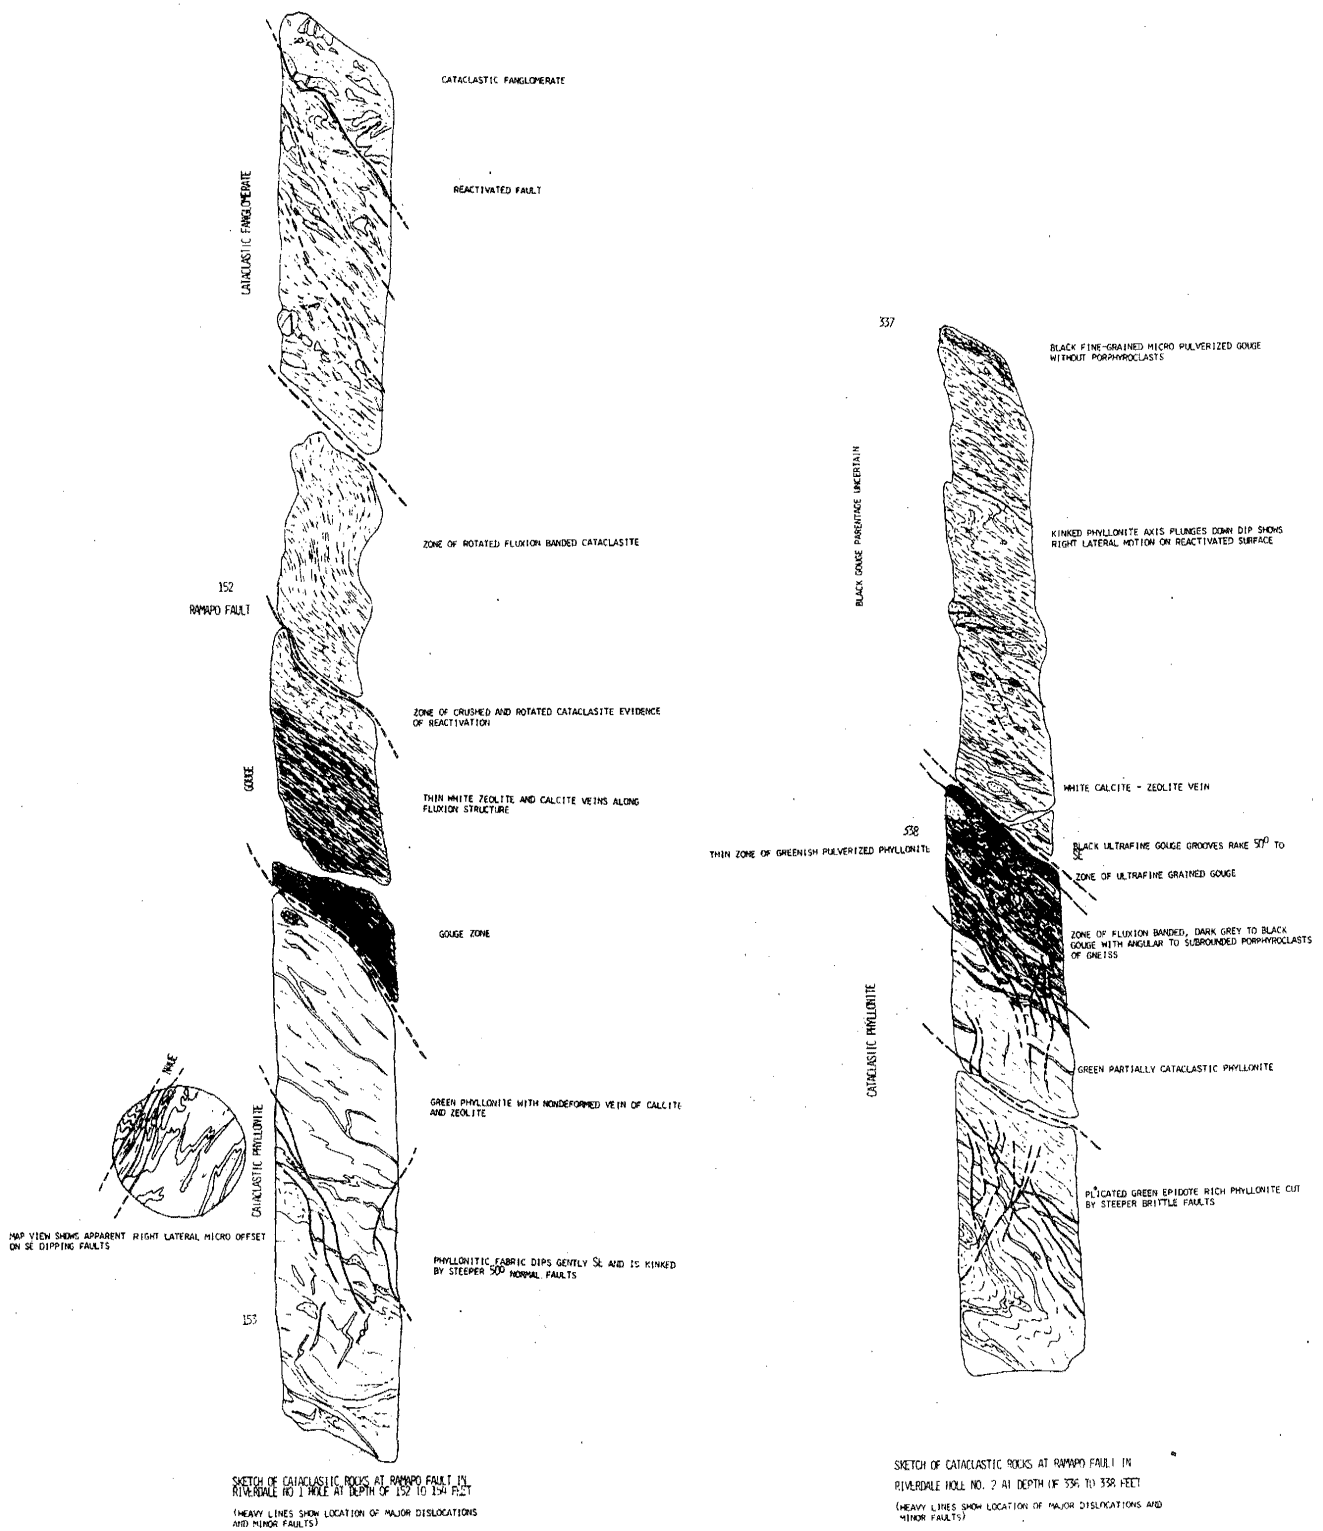 CATACLASTIC FANGLOMERATE
REACTIVATED FAULT
CATACLASTIC FANGLOMERATE
ZONE OF ROTATED FLUXION BANDED CATACLASITE
152
RAMAPO FAULT
ZONE OF CRUSHED AND ROTATED CATACLASITE EVIDENCE
OF REACTIVATION
GOUGE
THIN WHITE ZEOLITE AND CALCITE VEINS ALONG
FLUXION STRUCTURE
GOUGE ZONE
GREEN PHYLLONITE WITH NONDEFORMED VEIN OF CALCITE
AND ZEOLITE
CATACLASTIC PHYLLONITE
MAP VIEW SHOWS APPARENT RIGHT LATERAL MICRO OFFSET
ON SE DIPPING FAULTS
PHYLLONITIC FABRIC DIPS GENTLY SE AND IS KINKED
BY STEEPER 50° NORMAL FAULTS
153
SKETCH OF CATACLASTIC ROCKS AT RAMAPO FAULT IN
RIVERDALE NO 1 HOLE AT DEPTH OF 152 TO 154 FEET
(HEAVY LINES SHOW LOCATION OF MAJOR DISLOCATIONS
AND MINOR FAULTS)
337
BLACK FINE-GRAINED MICRO PULVERIZED GOUGE
WITHOUT PORPHYROCLASTS
BLACK GOUGE PARENTAGE UNCERTAIN
KINKED PHYLLONITE AXIS PLUNGES DOWN DIP SHOWS
RIGHT LATERAL MOTION ON REACTIVATED SURFACE
WHITE CALCITE - ZEOLITE VEIN
338
THIN ZONE OF GREENISH PULVERIZED PHYLLONITE
BLACK ULTRAFINE GOUGE GROOVES RAKE 50° TO
SE
ZONE OF ULTRAFINE GRAINED GOUGE
ZONE OF FLUXION BANDED, DARK GREY TO BLACK
GOUGE WITH ANGULAR TO SUBROUNDED PORPHYROCLASTS
OF GNEISS
CATACLASTIC PHYLLONITE
GREEN PARTIALLY CATACLASTIC PHYLLONITE
PLICATED GREEN EPIDOTE RICH PHYLLONITE CUT
BY STEEPER BRITTLE FAULTS
SKETCH OF CATACLASTIC ROCKS AT RAMAPO FAULT IN
RIVERDALE HOLE NO. 2 AT DEPTH OF 336 TO 338 FEET
(HEAVY LINES SHOW LOCATION OF MAJOR DISLOCATIONS AND
MINOR FAULTS)